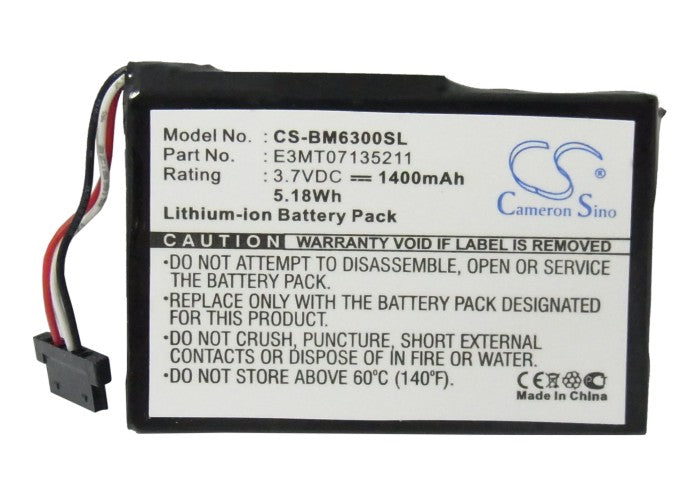 Model No. : CS-BM6300SL
Part No. : E3MT07135211
Rating : 3.7VDC ⎓ 1400mAh
5.18Wh
Lithium-ion Battery Pack
CS
Cameron Sino
CAUTION WARRANTY VOID IF LABEL IS REMOVED
•DO NOT ATTEMPT TO DISASSEMBLE, OPEN OR SERVICE
THE BATTERY PACK.
•REPLACE ONLY WITH THE BATTERY PACK DESIGNATED
FOR THIS PRODUCT.
•DO NOT CRUSH, PUNCTURE, SHORT EXTERNAL
CONTACTS, OR DISPOSE OF IN FIRE OR WATER.
•DO NOT STORE ABOVE 60°C (140°F)
CE
Made In China